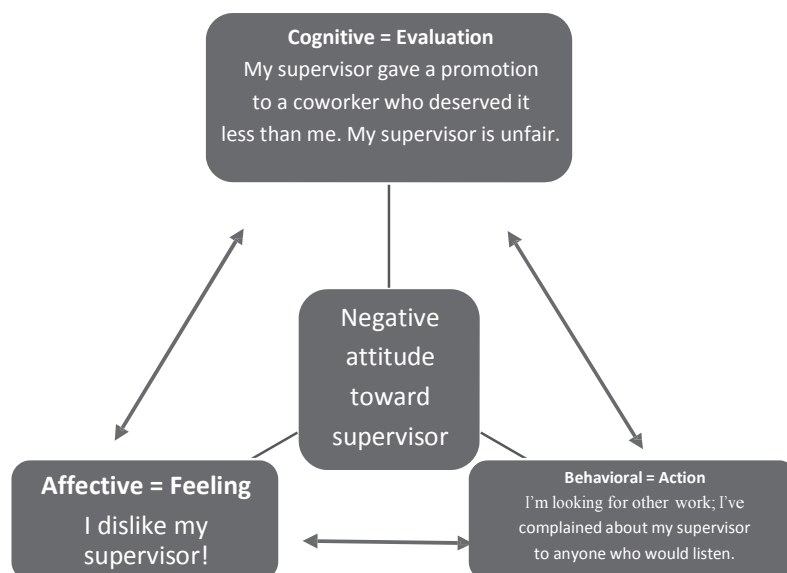 Cognitive = Evaluation
My supervisor gave a promotion
to a coworker who deserved it
less than me. My supervisor is unfair.
Negative
attitude
toward
supervisor
Affective = Feeling
I dislike my
supervisor!
Behavioral = Action
I'm looking for other work; I've
complained about my supervisor
to anyone who would listen.